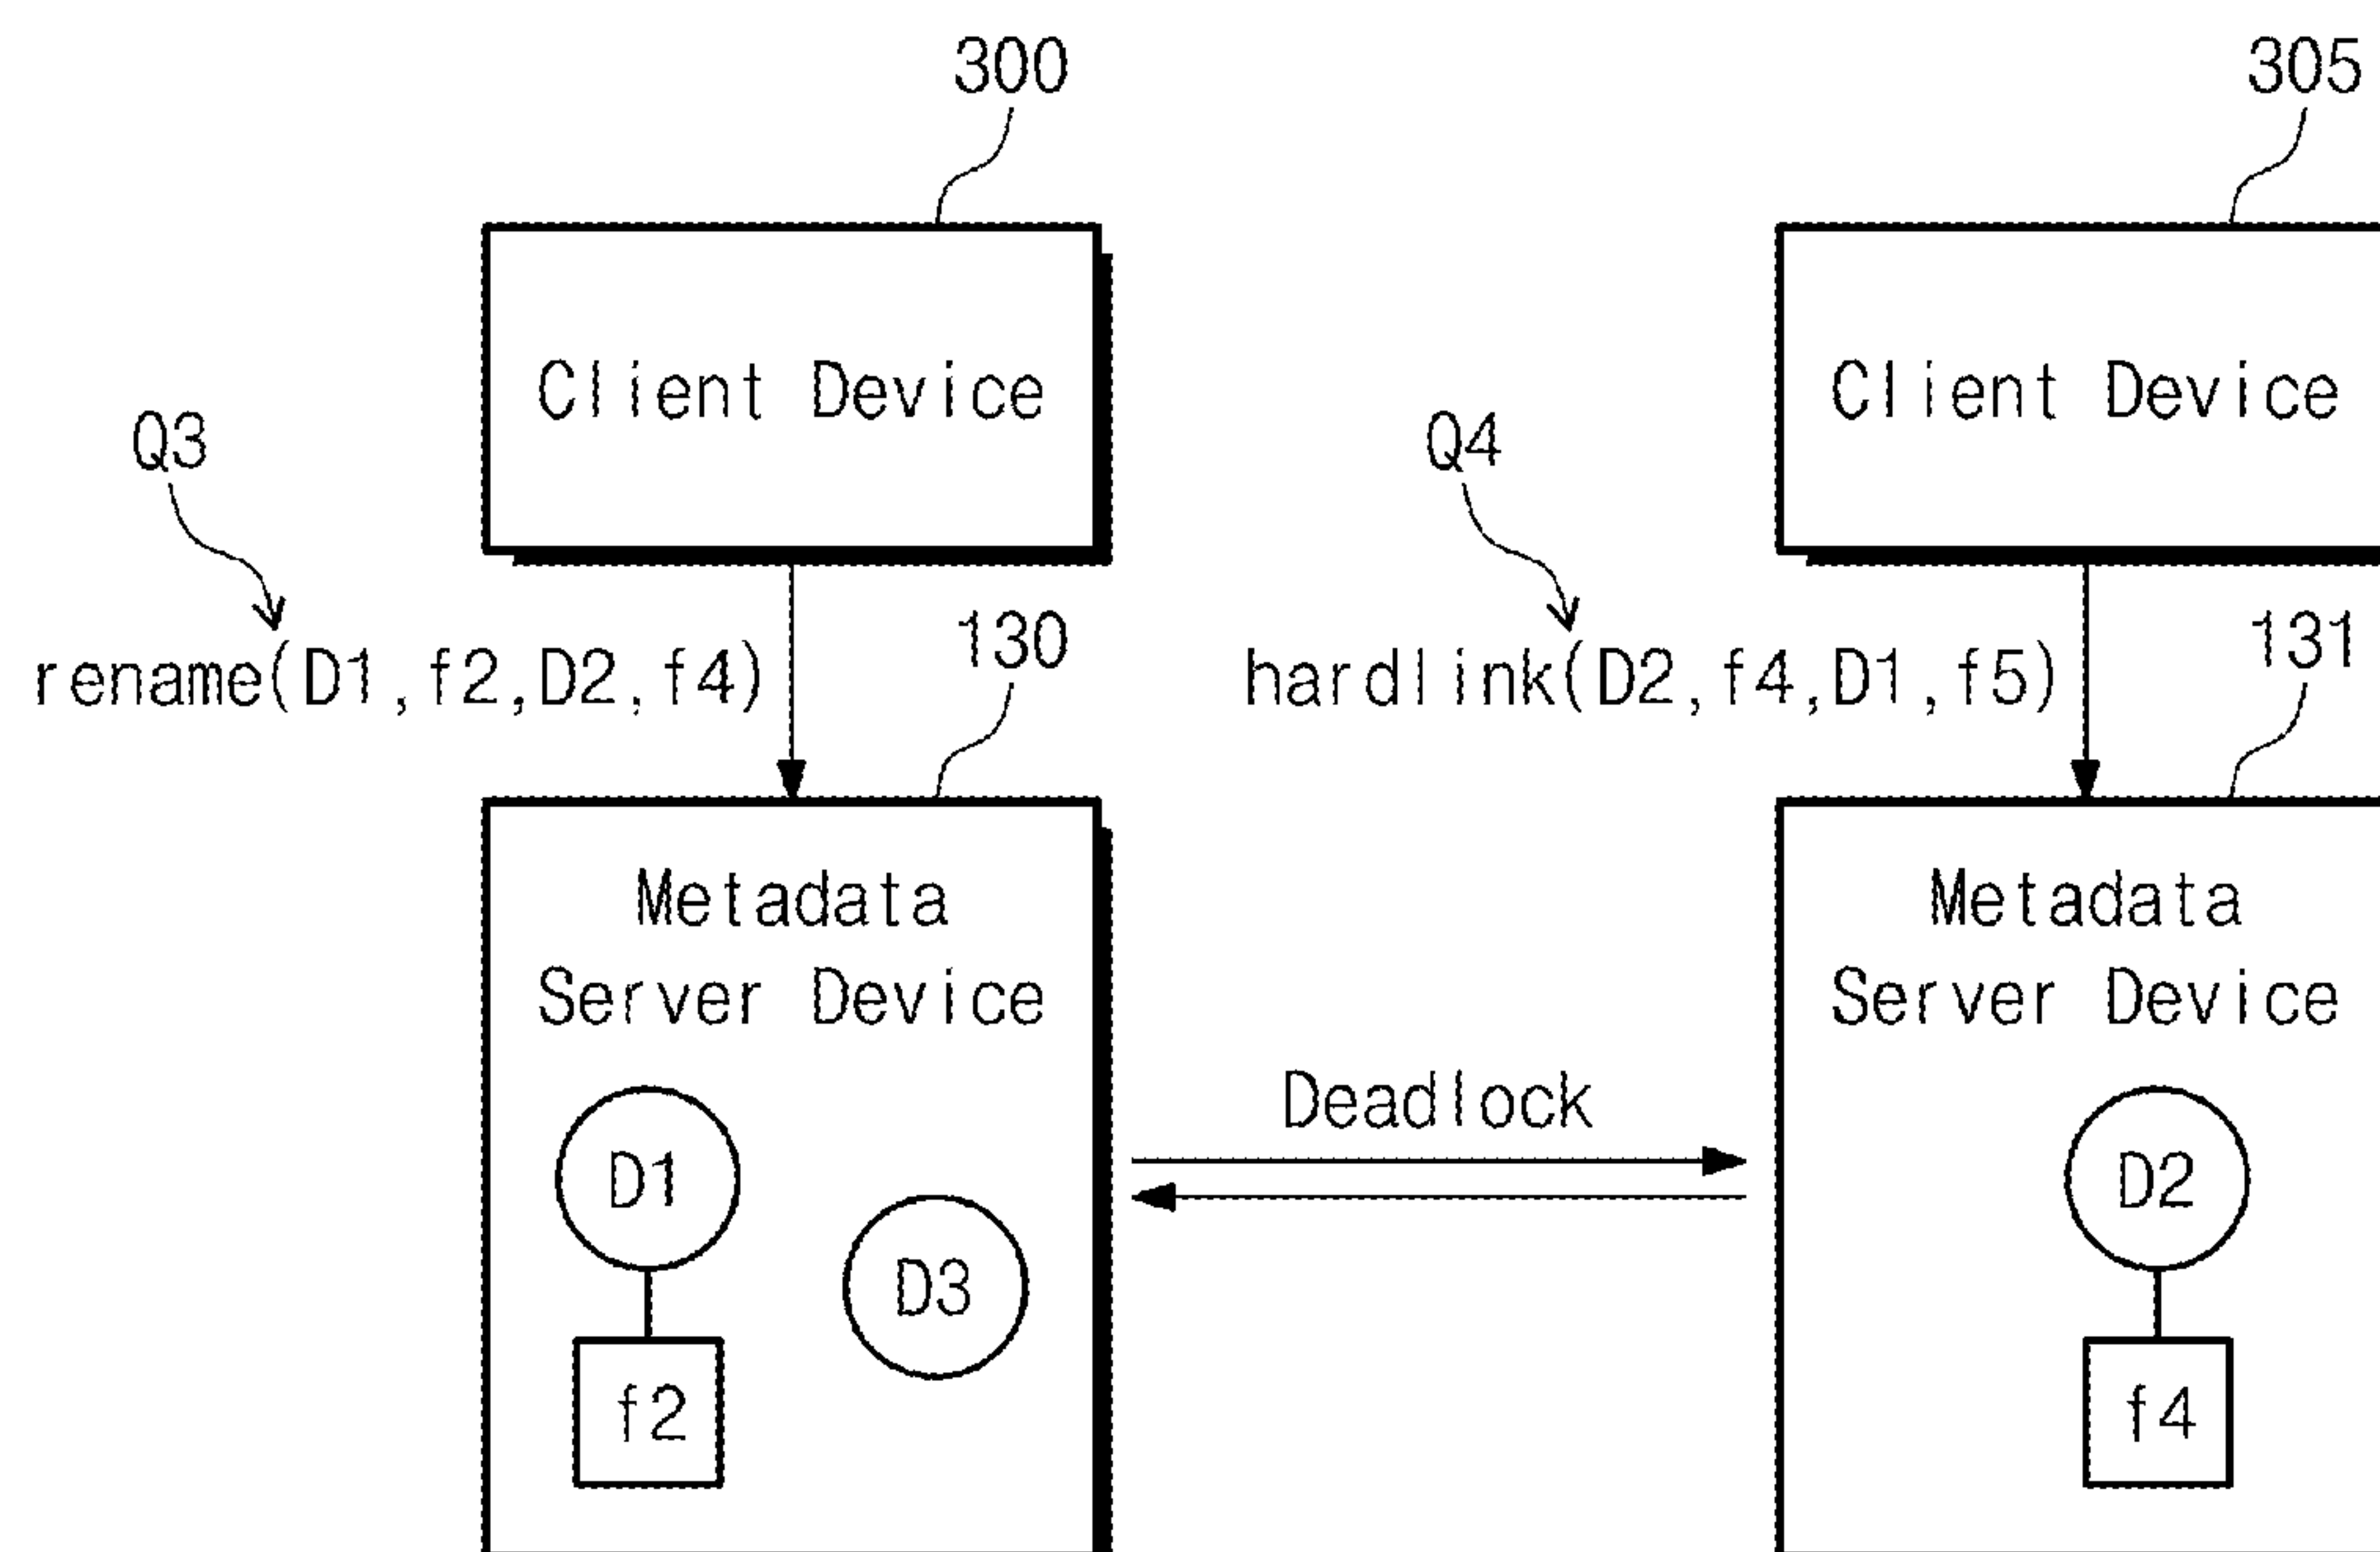 300
305
Client Device
Client Device
Q3
Q4
rename(D1,f2,D2,f4)
130
hardlink(D2,f4,D1,f5)
131
Metadata
Server Device
Metadata
Server Device
Deadlock
D1
D3
f2
D2
f4